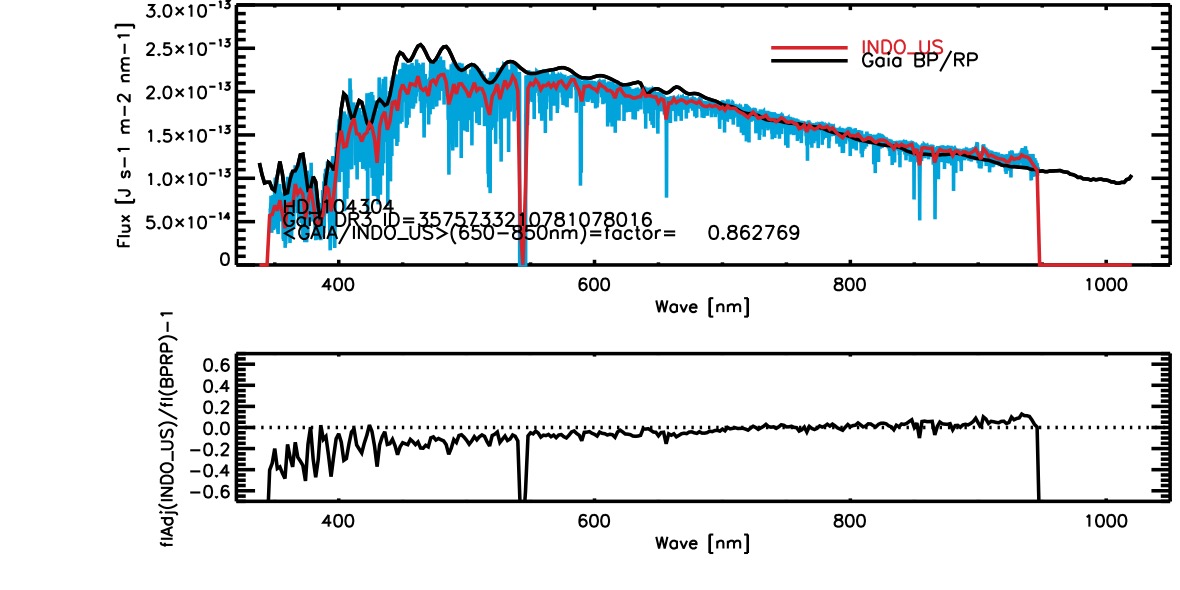 3.0×10−13
2.5×10−13
2.0×10−13
1.5×10−13
1.0×10−13
5.0×10−14
0
Flux [J s−1 m−2 nm−1]
INDO_US
Gaia BP/RP
HD_104304
Gaia DR3 ID=3575733210781078016
<GAIA/INDO_US>(650−850nm)=factor= 0.862769
400 600 800 1000
Wave [nm]
flAdj(INDO_US)/fl(BPRP)−1
0.6
0.4
0.2
0.0
−0.2
−0.4
−0.6
400 600 800 1000
Wave [nm]